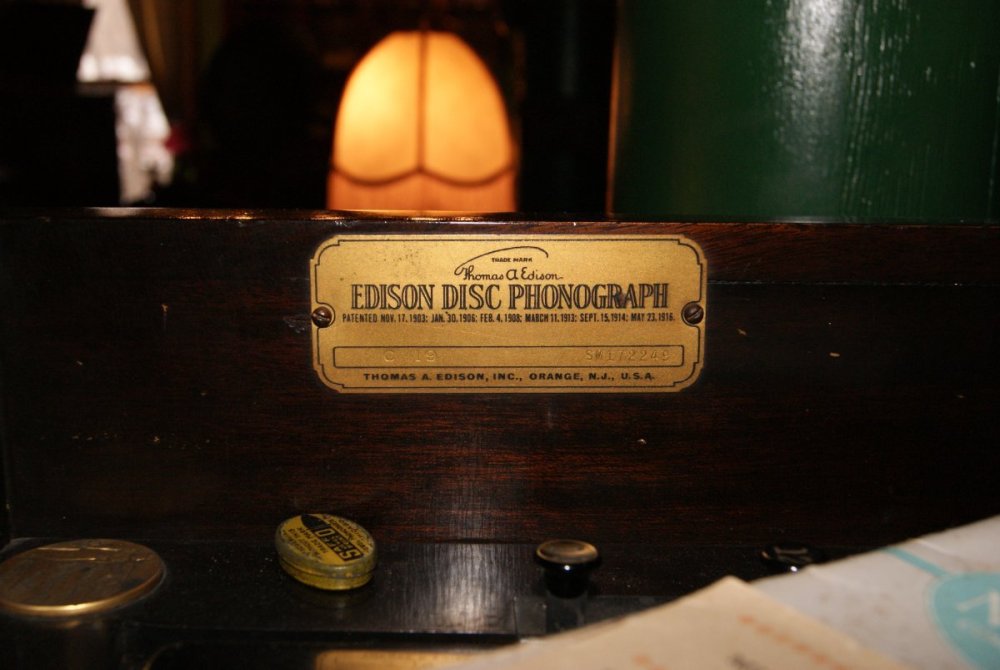 TRADE MARK
Thomas A Edison
EDISON DISC PHONOGRAPH
PATENTED NOV. 17, 1903; JAN. 30, 1906; FEB. 4, 1908; MARCH 11, 1913; SEPT. 15, 1914; MAY 23, 1916.
C 19
THOMAS A. EDISON, INC., ORANGE, N.J., U.S.A.